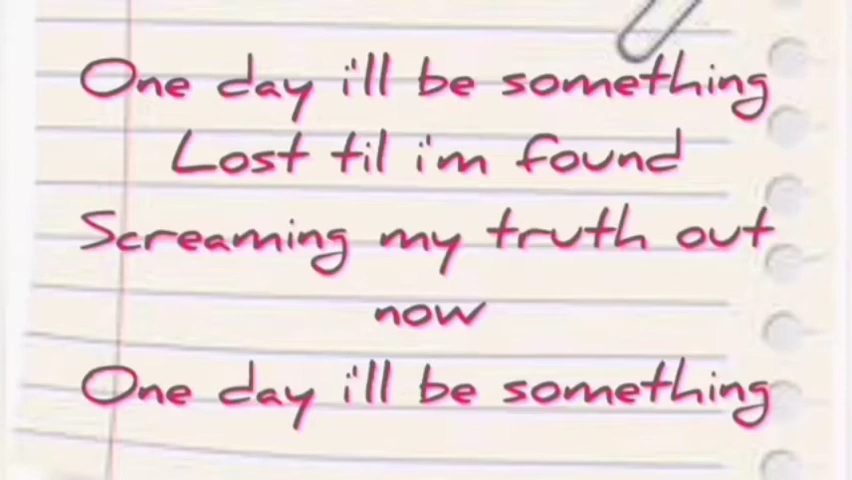 One day i'll be something
Lost til i'm found
Screaming my truth out
now
One day i'll be something